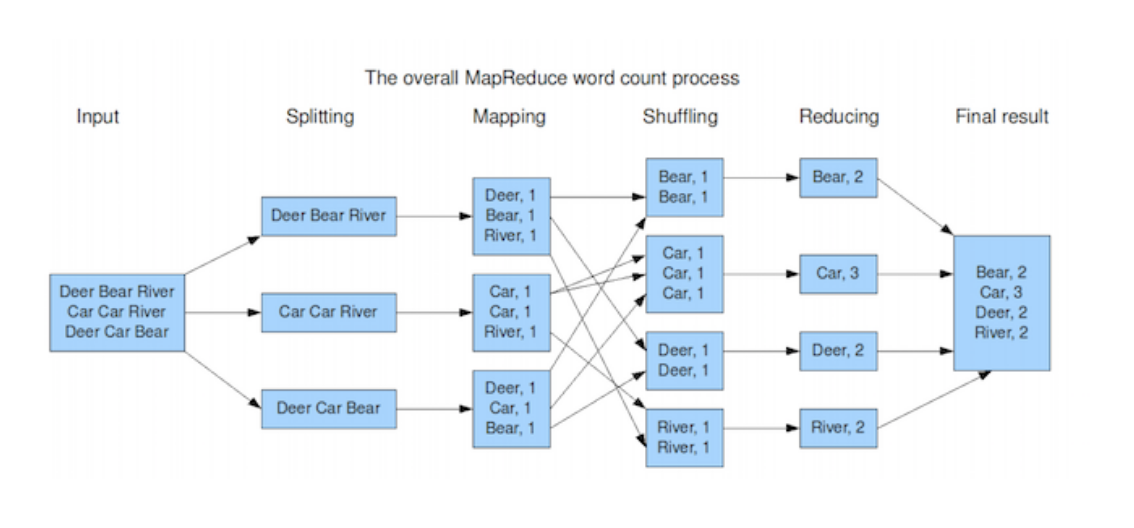 The overall MapReduce word count process
Input
Splitting
Mapping
Shuffling
Reducing
Final result
Deer Bear River
Car Car River
Deer Car Bear
Deer Bear River
Car Car River
Deer Car Bear
Deer, 1
Bear, 1
River, 1
Car, 1
Car, 1
River, 1
Deer, 1
Car, 1
Bear, 1
Bear, 1
Bear, 1
Car, 1
Car, 1
Car, 1
Deer, 1
Deer, 1
River, 1
River, 1
Bear, 2
Car, 3
Deer, 2
River, 2
Bear, 2
Car, 3
Deer, 2
River, 2